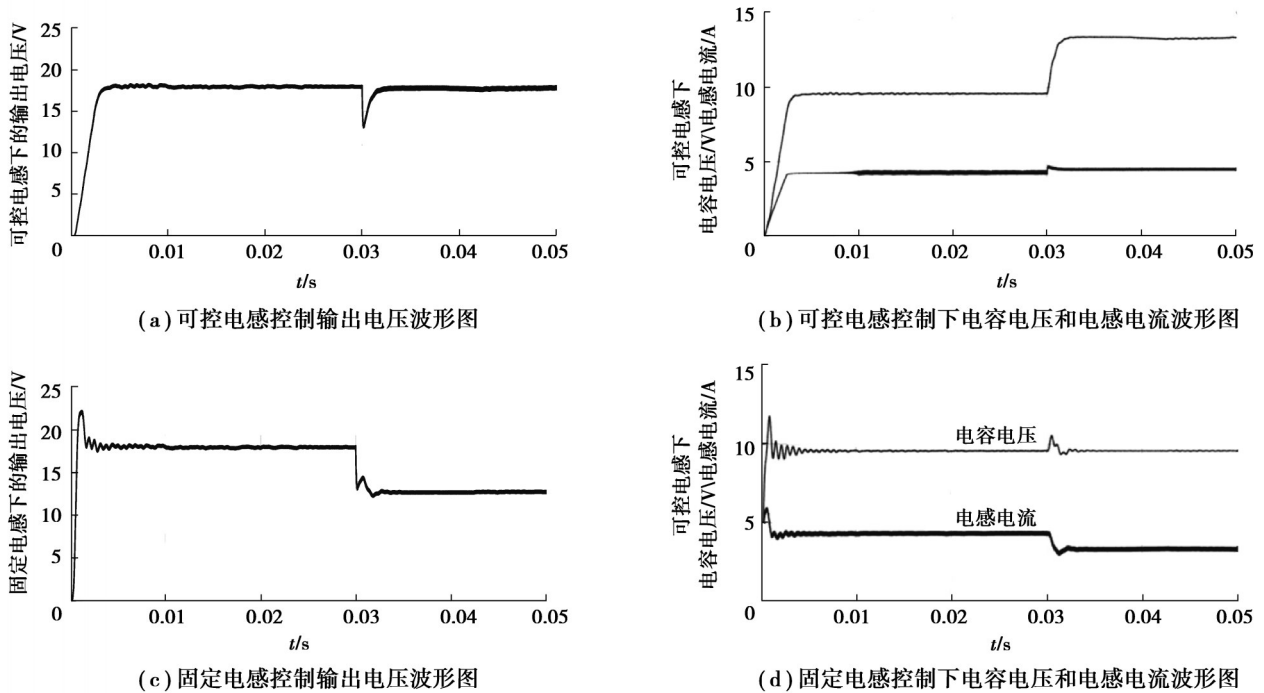 可控电感下的输出电压/V
25
20
15
10
5
0
0.01
0.02
0.03
0.04
0.05
t/s
(a)可控电感控制输出电压波形图
可控电感下
电容电压/V\电感电流/A
15
10
5
0
0.01
0.02
0.03
0.04
0.05
t/s
(b)可控电感控制下电容电压和电感电流波形图
固定电感下的输出电压/V
25
20
15
10
5
0
0.01
0.02
0.03
0.04
0.05
t/s
(c)固定电感控制输出电压波形图
可控电感下
电容电压/V\电感电流/A
15
10
5
0
电容电压
电感电流
0.01
0.02
0.03
0.04
0.05
t/s
(d)固定电感控制下电容电压和电感电流波形图